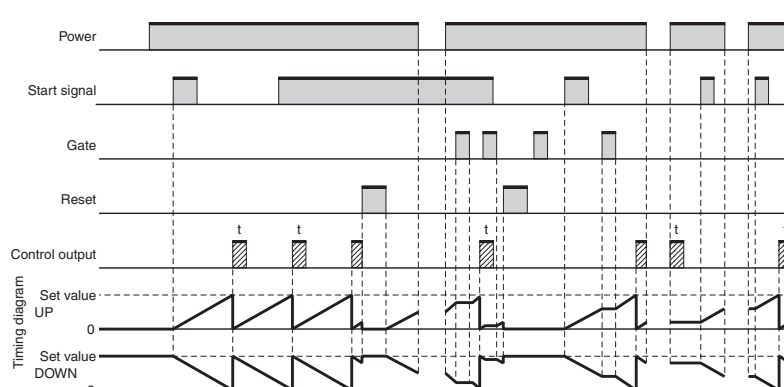 Power
Start signal
Gate
Reset
t
t
t
t
Control output
Timing diagram
Set value
UP
0
Set value
DOWN